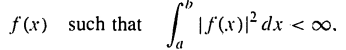 f(x) such that ∫_a^b |f(x)|² dx < ∞.